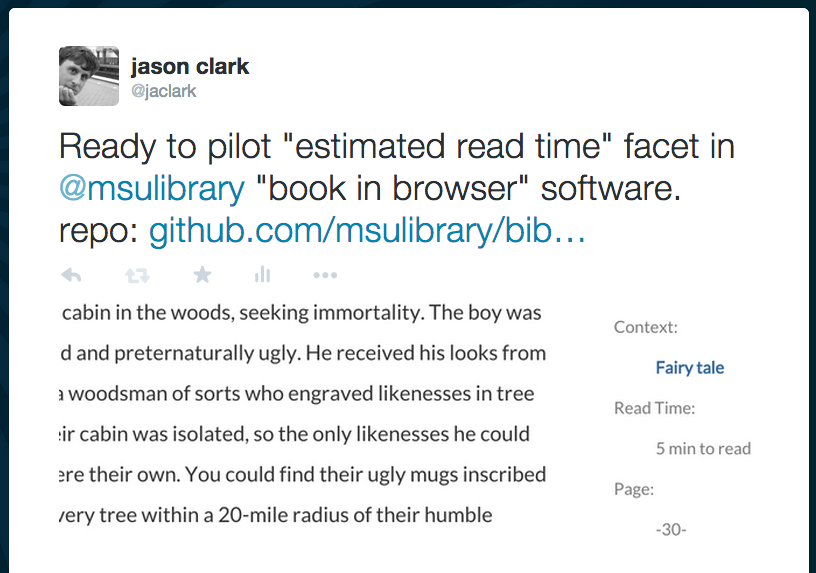 jason clark
@jaclark
Ready to pilot "estimated read time" facet in
@msulibrary "book in browser" software.
repo: github.com/msulibrary/bib…
cabin in the woods, seeking immortality. The boy was
d and preternaturally ugly. He received his looks from
a woodsman of sorts who engraved likenesses in tree
eir cabin was isolated, so the only likenesses he could
ere their own. You could find their ugly mugs inscribed
very tree within a 20-mile radius of their humble
Context:
Fairy tale
Read Time:
5 min to read
Page:
-30-